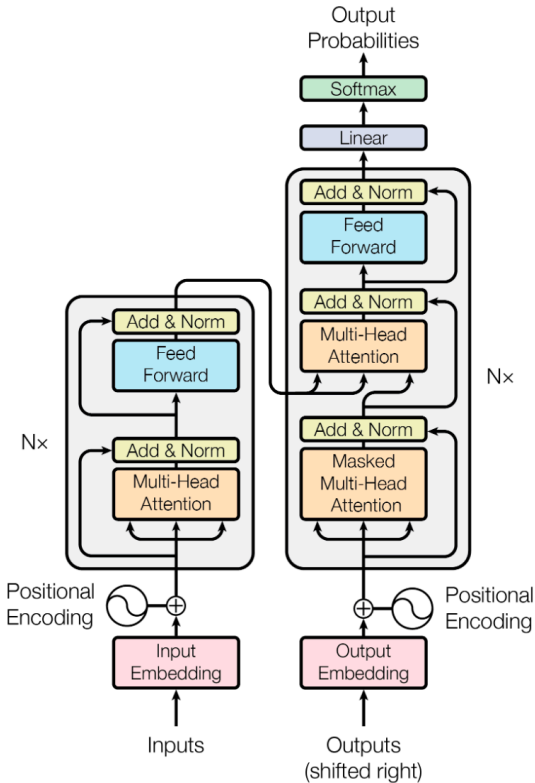 Output
Probabilities
Softmax
Linear
Add & Norm
Feed
Forward
Add & Norm
Multi-Head
Attention
Add & Norm
Masked
Multi-Head
Attention
Nx
Add & Norm
Feed
Forward
Add & Norm
Multi-Head
Attention
Nx
Positional
Encoding
Positional
Encoding
Input
Embedding
Output
Embedding
Inputs
Outputs
(shifted right)